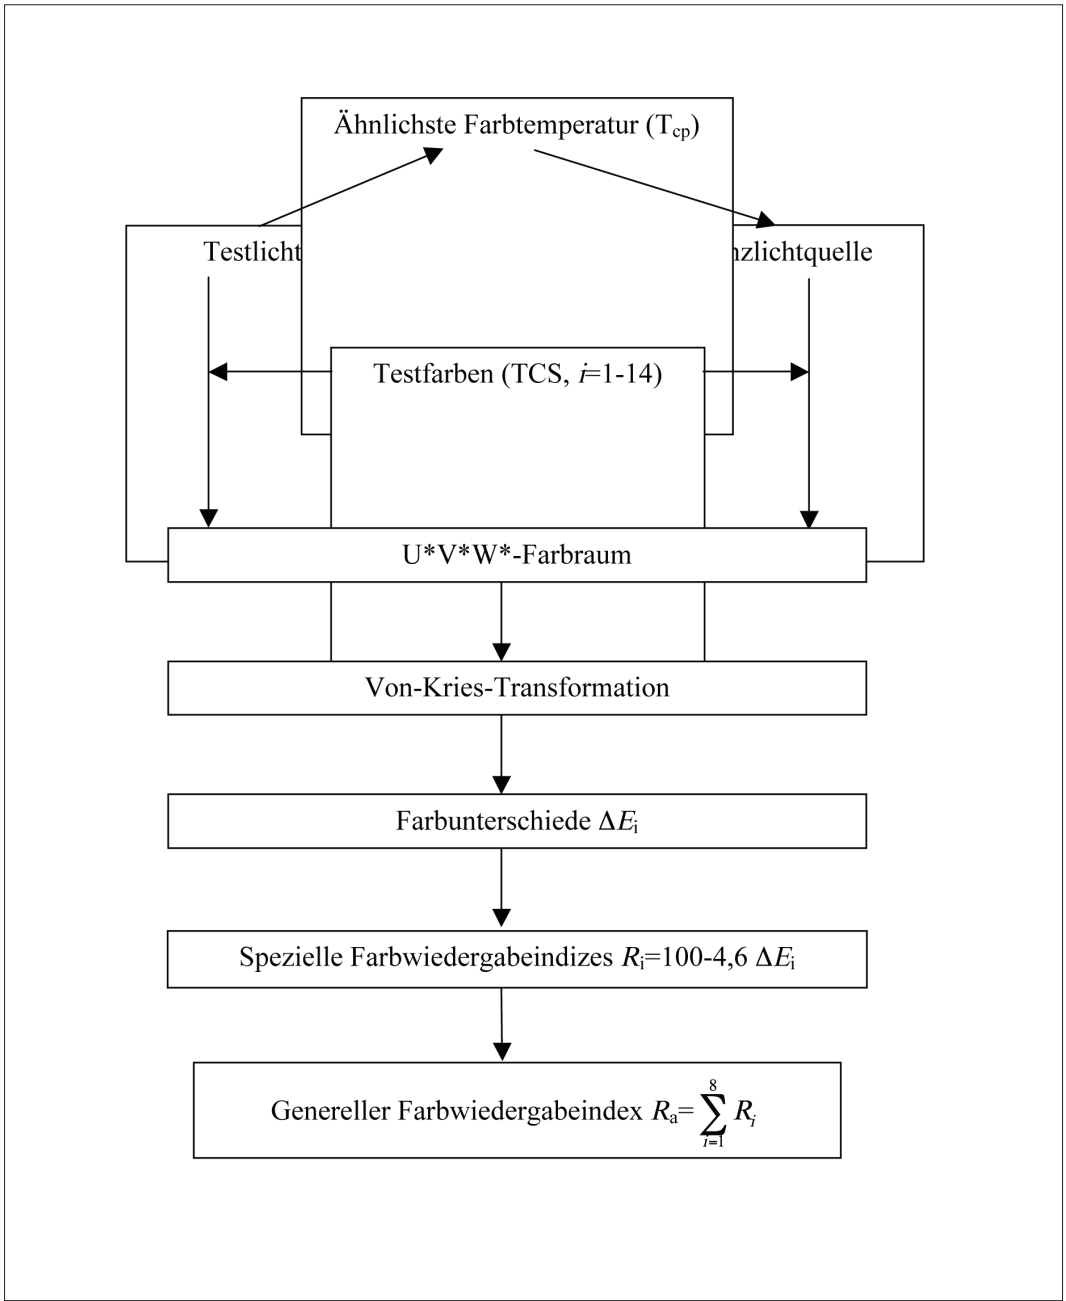 Ähnlichste Farbtemperatur (Tcp)
Testlicht nzlichtquelle
Testfarben (TCS, i=1-14)
U*V*W*-Farbraum
Von-Kries-Transformation
Farbunterschiede ΔEi
Spezielle Farbwiedergabeindizes Ri=100-4,6 ΔEi
Genereller Farbwiedergabeindex Ra= 8∑i=1 Ri